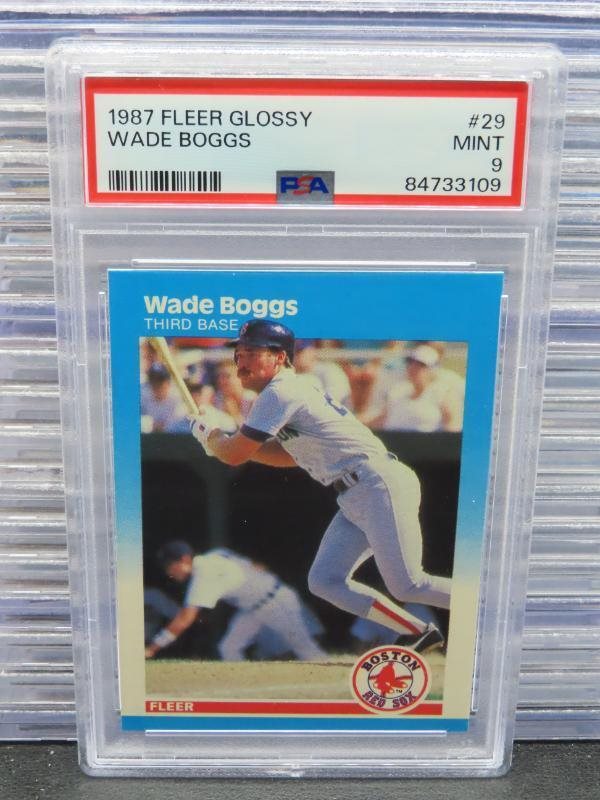 1987 FLEER GLOSSY #29
WADE BOGGS MINT
9
PSA 84733109
Wade Boggs
THIRD BASE
BOSTON
RED SOX
FLEER